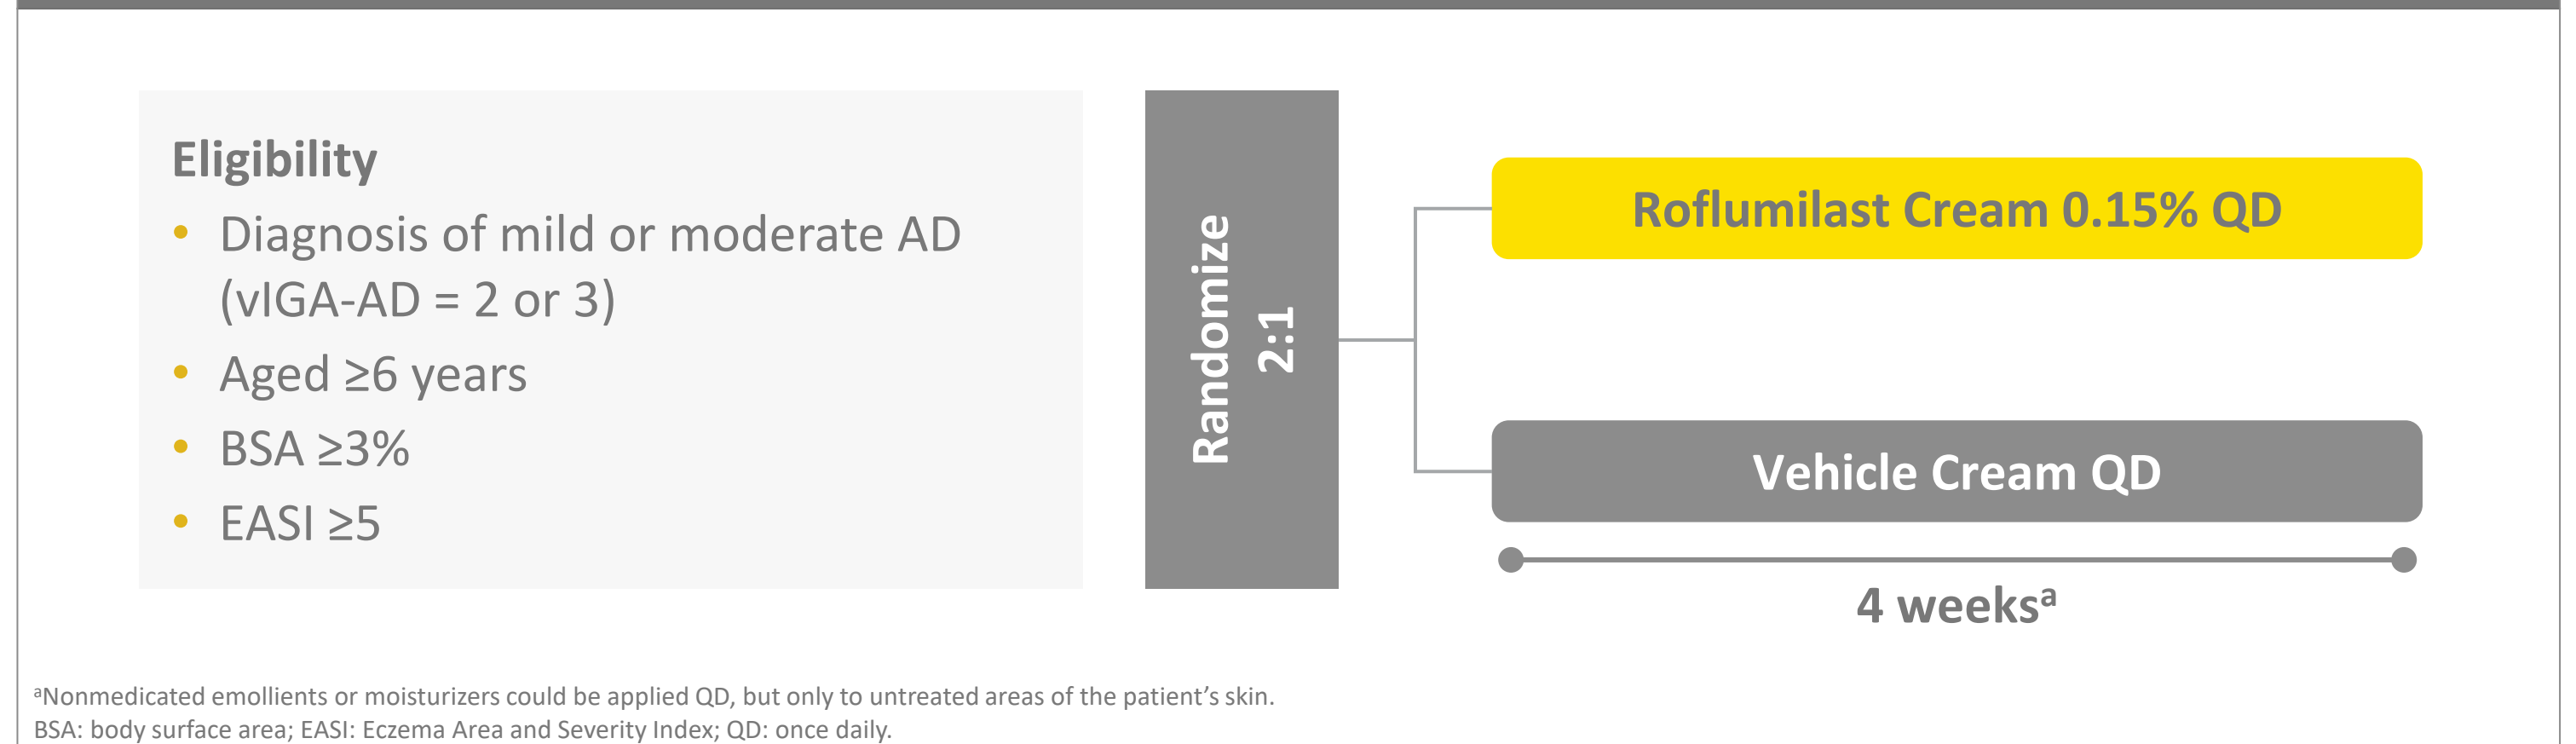 Eligibility
• Diagnosis of mild or moderate AD
(vIGA-AD = 2 or 3)
• Aged ≥6 years
• BSA ≥3%
• EASI ≥5
Randomize
2:1
Roflumilast Cream 0.15% QD
Vehicle Cream QD
4 weeksᵃ
ᵃNonmedicated emollients or moisturizers could be applied QD, but only to untreated areas of the patient’s skin.
BSA: body surface area; EASI: Eczema Area and Severity Index; QD: once daily.